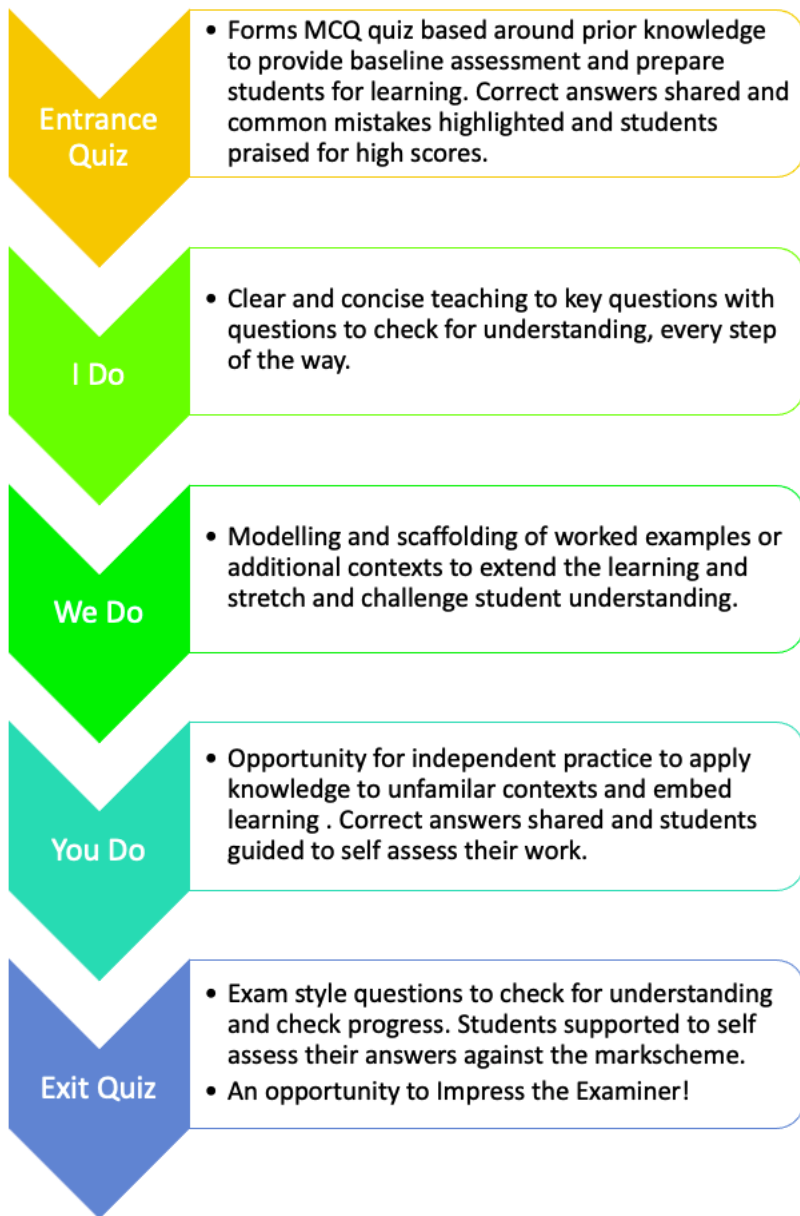 Entrance
Quiz
• Forms MCQ quiz based around prior knowledge
to provide baseline assessment and prepare
students for learning. Correct answers shared and
common mistakes highlighted and students
praised for high scores.
I Do
• Clear and concise teaching to key questions with
questions to check for understanding, every step
of the way.
We Do
• Modelling and scaffolding of worked examples or
additional contexts to extend the learning and
stretch and challenge student understanding.
You Do
• Opportunity for independent practice to apply
knowledge to unfamilar contexts and embed
learning . Correct answers shared and students
guided to self assess their work.
Exit Quiz
• Exam style questions to check for understanding
and check progress. Students supported to self
assess their answers against the markscheme.
• An opportunity to Impress the Examiner!